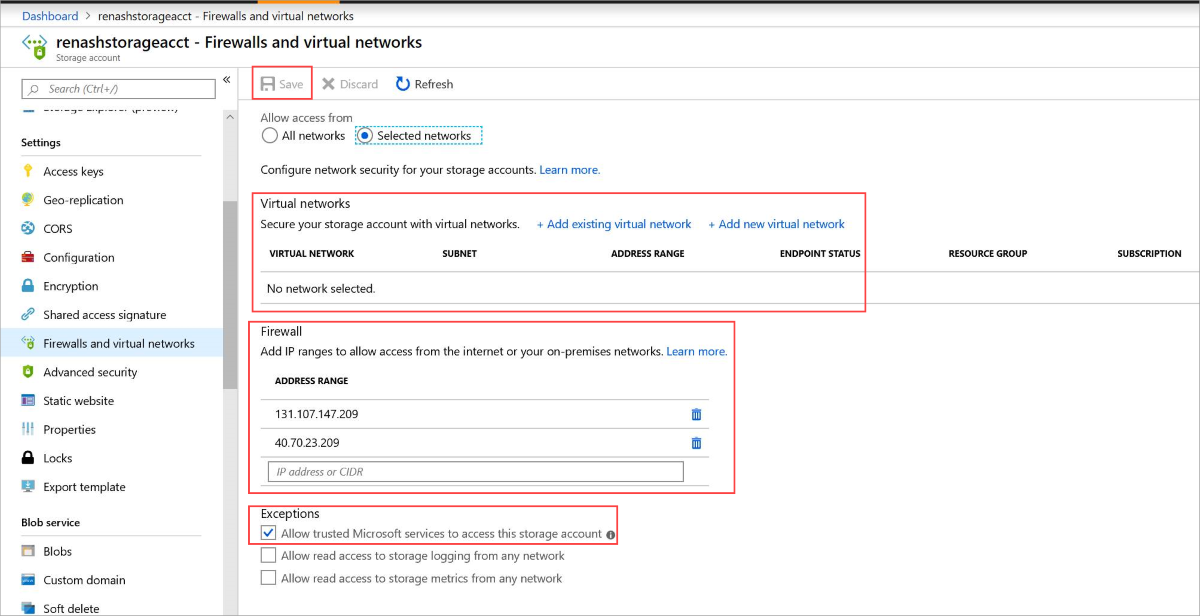 Dashboard > renashstorageacct - Firewalls and virtual networks
renashstorageacct - Firewalls and virtual networks
Storage account
Search (Ctrl+/)
«
Storage Explorer (preview)
Settings
Access keys
Geo-replication
CORS
Configuration
Encryption
Shared access signature
Firewalls and virtual networks
Advanced security
Static website
Properties
Locks
Export template
Blob service
Blobs
Custom domain
Soft delete
Save Discard Refresh
Allow access from
All networks Selected networks
Configure network security for your storage accounts. Learn more.
Virtual networks
Secure your storage account with virtual networks. + Add existing virtual network + Add new virtual network
VIRTUAL NETWORK SUBNET ADDRESS RANGE ENDPOINT STATUS RESOURCE GROUP SUBSCRIPTION
No network selected.
Firewall
Add IP ranges to allow access from the internet or your on-premises networks. Learn more.
ADDRESS RANGE
131.107.147.209
40.70.23.209
IP address or CIDR
Exceptions
Allow trusted Microsoft services to access this storage account
Allow read access to storage logging from any network
Allow read access to storage metrics from any network